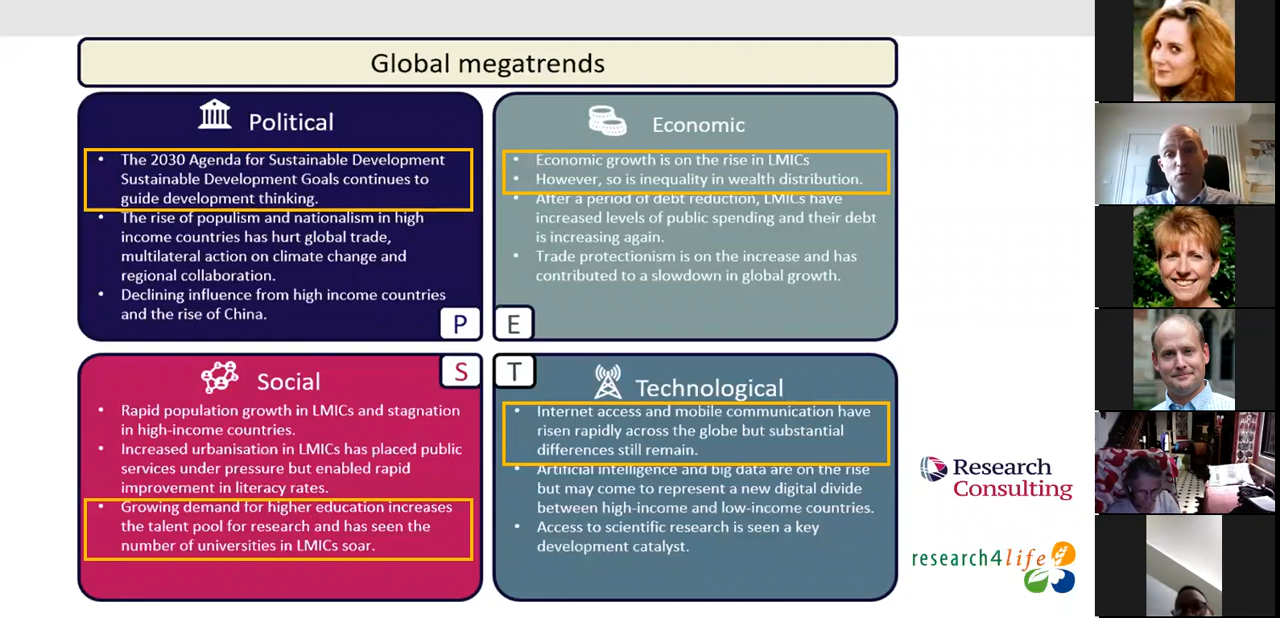 Global megatrends
Political
• The 2030 Agenda for Sustainable Development
Sustainable Development Goals continues to
guide development thinking.
• The rise of populism and nationalism in high
income countries has hurt global trade,
multilateral action on climate change and
regional collaboration.
• Declining influence from high income countries
and the rise of China.
P
Economic
• Economic growth is on the rise in LMICs
• However, so is inequality in wealth distribution.
• After a period of debt reduction, LMICs have
increased levels of public spending and their debt
is increasing again.
• Trade protectionism is on the increase and has
contributed to a slowdown in global growth.
E
Social
S
• Rapid population growth in LMICs and stagnation
in high-income countries.
• Increased urbanisation in LMICs has placed public
services under pressure but enabled rapid
improvement in literacy rates.
• Growing demand for higher education increases
the talent pool for research and has seen the
number of universities in LMICs soar.
T
Technological
• Internet access and mobile communication have
risen rapidly across the globe but substantial
differences still remain.
• Artificial intelligence and big data are on the rise
but may come to represent a new digital divide
between high-income and low-income countries.
• Access to scientific research is seen a key
development catalyst.
Research
Consulting
research4life